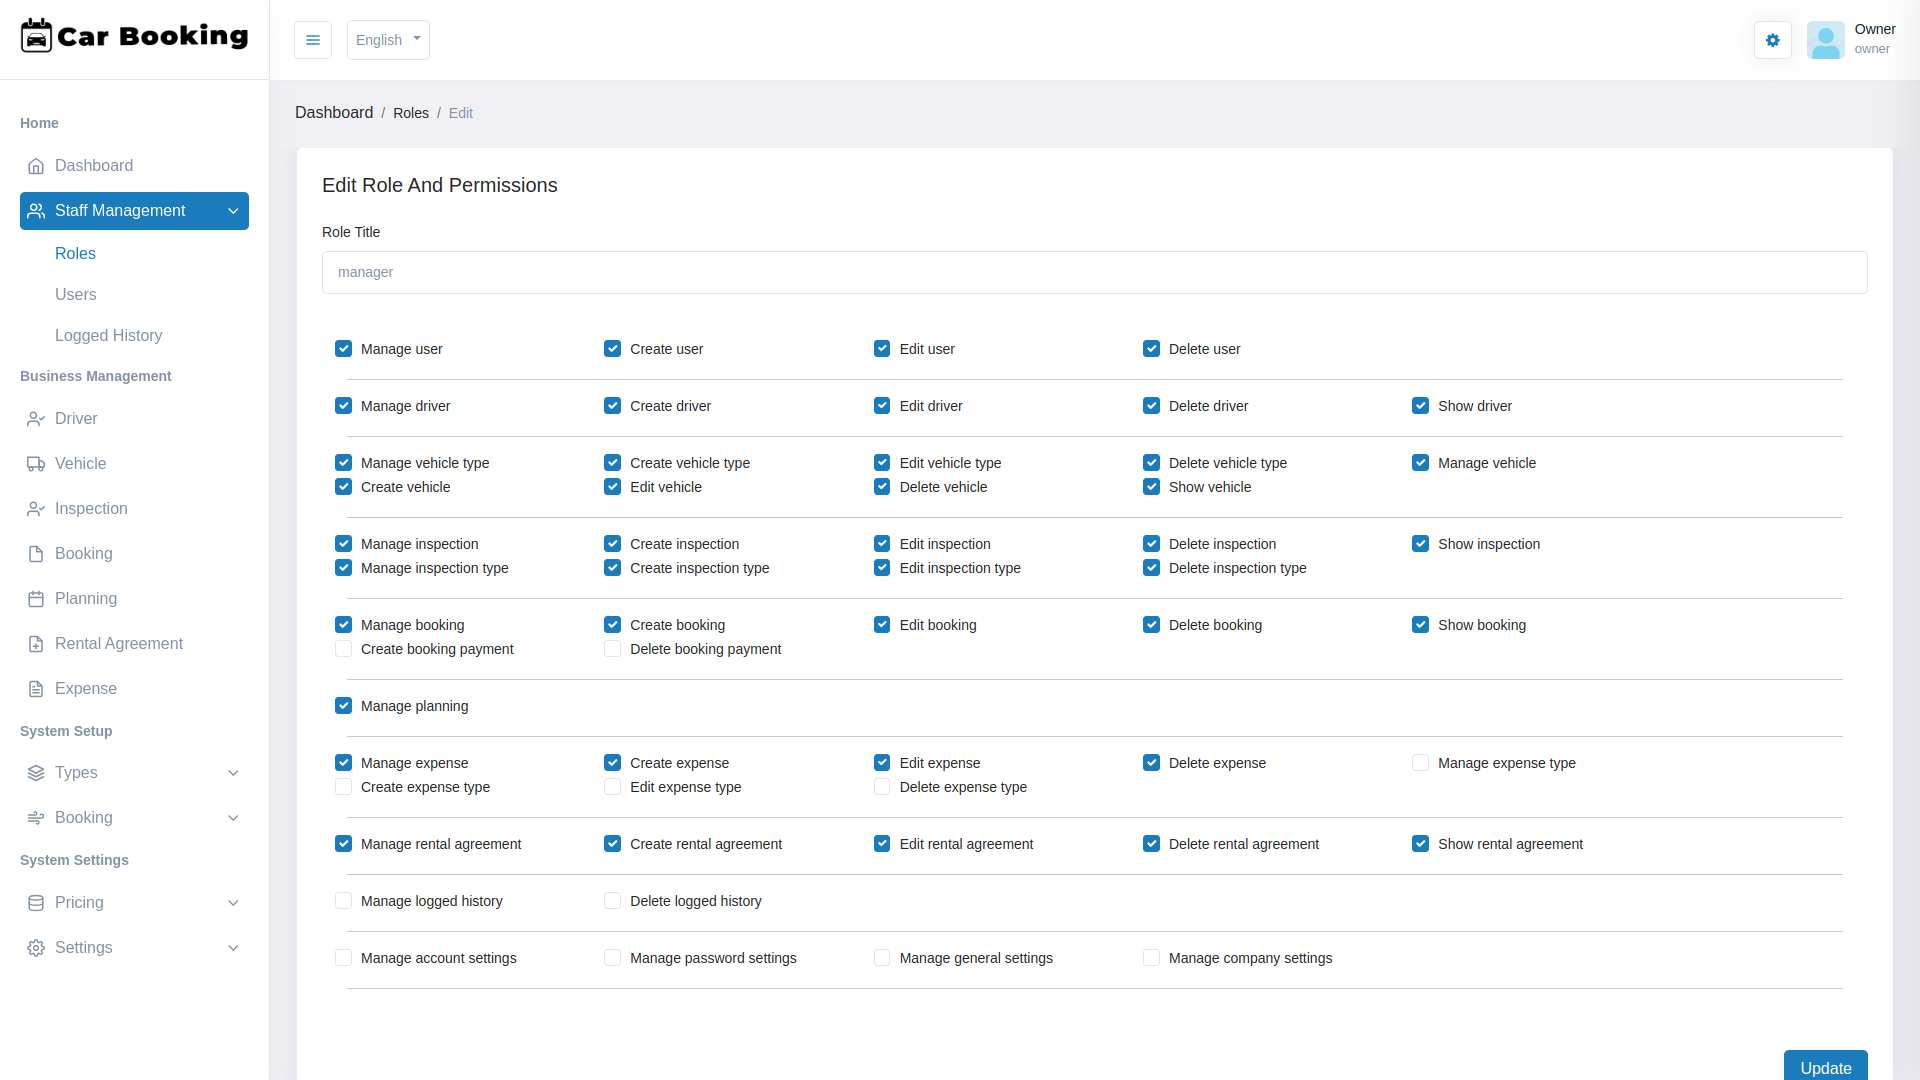 Car Booking
English
Owner
owner
Home
Dashboard
Staff Management
Roles
Users
Logged History
Business Management
Driver
Vehicle
Inspection
Booking
Planning
Rental Agreement
Expense
System Setup
Types
Booking
System Settings
Pricing
Settings
Dashboard / Roles / Edit
Edit Role And Permissions
Role Title
manager
Manage user Create user Edit user Delete user
Manage driver Create driver Edit driver Delete driver Show driver
Manage vehicle type Create vehicle type Edit vehicle type Delete vehicle type Manage vehicle
Create vehicle Edit vehicle Delete vehicle Show vehicle
Manage inspection Create inspection Edit inspection Delete inspection Show inspection
Manage inspection type Create inspection type Edit inspection type Delete inspection type
Manage booking Create booking Edit booking Delete booking Show booking
Create booking payment Delete booking payment
Manage planning
Manage expense Create expense Edit expense Delete expense Manage expense type
Create expense type Edit expense type Delete expense type
Manage rental agreement Create rental agreement Edit rental agreement Delete rental agreement Show rental agreement
Manage logged history Delete logged history
Manage account settings Manage password settings Manage general settings Manage company settings
Update